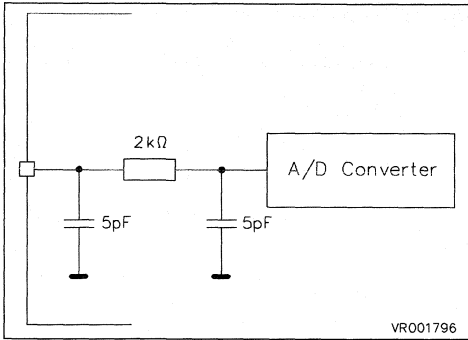 2kΩ
A/D Converter
5pF
5pF
VR001796